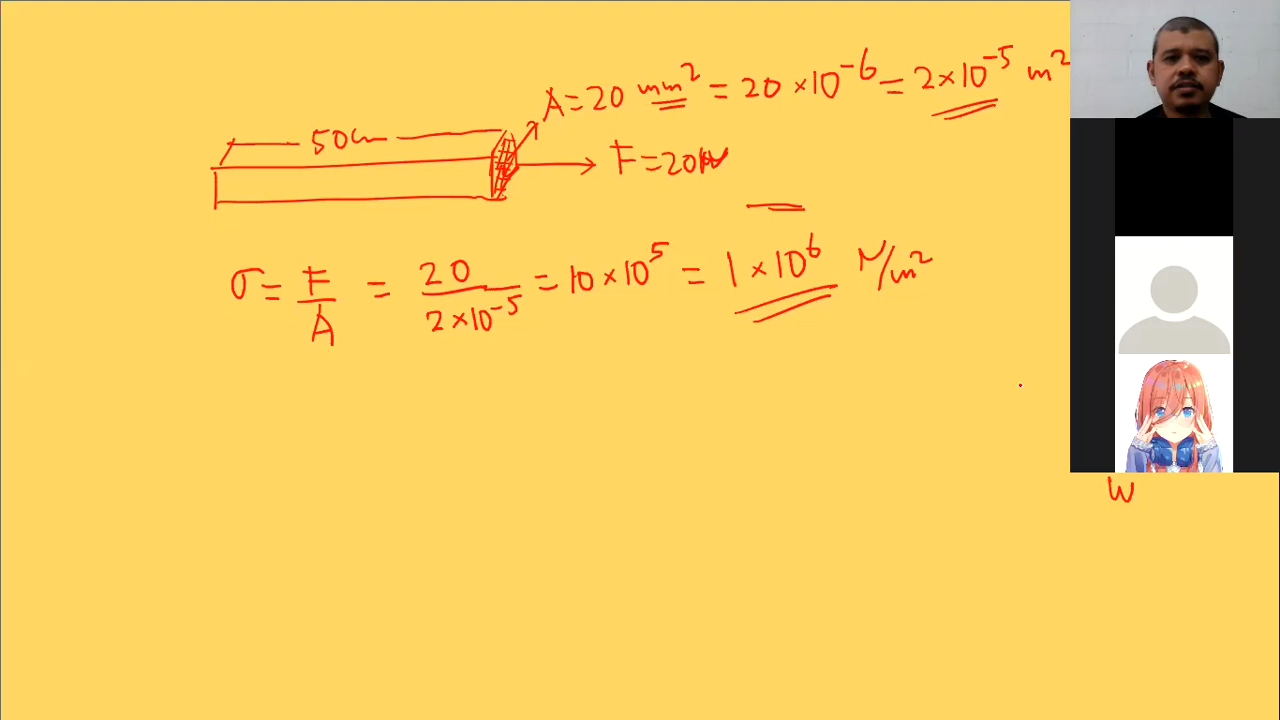 A = 20 mm² = 20 × 10⁻⁶ = 2 × 10⁻⁵ m²
50cm
F = 20N
σ = F/A = 20/(2 × 10⁻⁵) = 10 × 10⁵ = 1 × 10⁶ N/m²
W